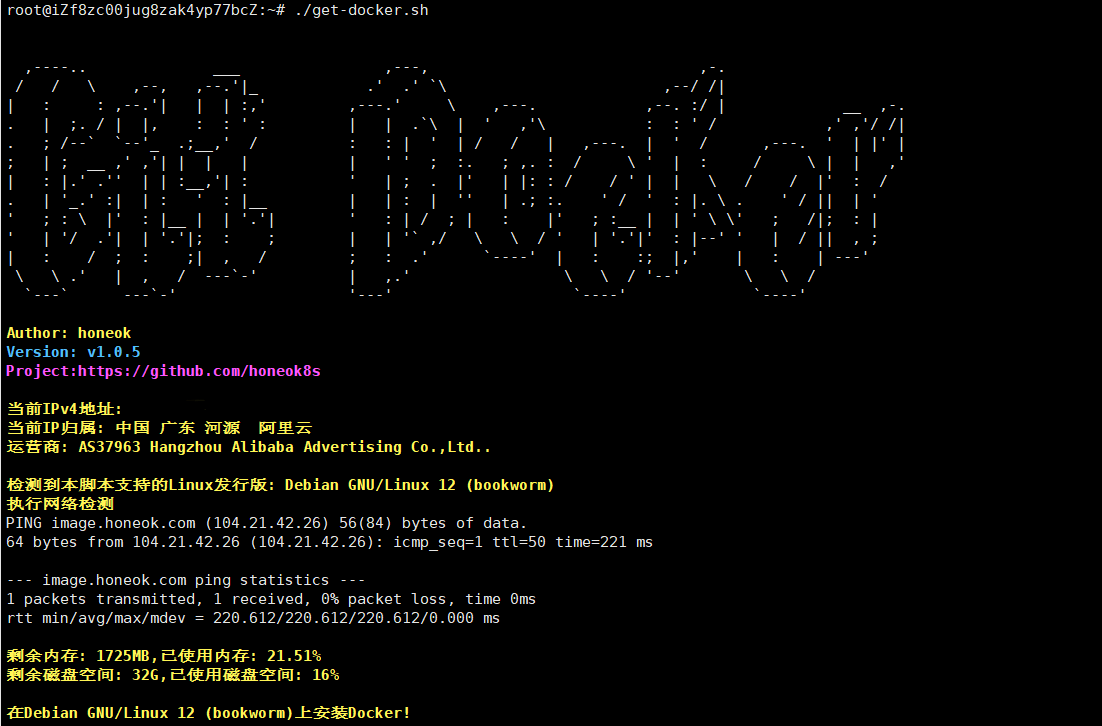 root@iZf8zc00jug8zak4yp77bcZ:~# ./get-docker.sh
Author: honeok
Version: v1.0.5
Project:https://github.com/honeok8s
当前IPv4地址:
当前IP归属: 中国 广东 河源 阿里云
运营商: AS37963 Hangzhou Alibaba Advertising Co.,Ltd..
检测到本脚本支持的Linux发行版: Debian GNU/Linux 12 (bookworm)
执行网络检测
PING image.honeok.com (104.21.42.26) 56(84) bytes of data.
64 bytes from 104.21.42.26 (104.21.42.26): icmp_seq=1 ttl=50 time=221 ms
--- image.honeok.com ping statistics ---
1 packets transmitted, 1 received, 0% packet loss, time 0ms
rtt min/avg/max/mdev = 220.612/220.612/220.612/0.000 ms
剩余内存: 1725MB,已使用内存: 21.51%
剩余磁盘空间: 32G,已使用磁盘空间: 16%
在Debian GNU/Linux 12 (bookworm)上安装Docker!